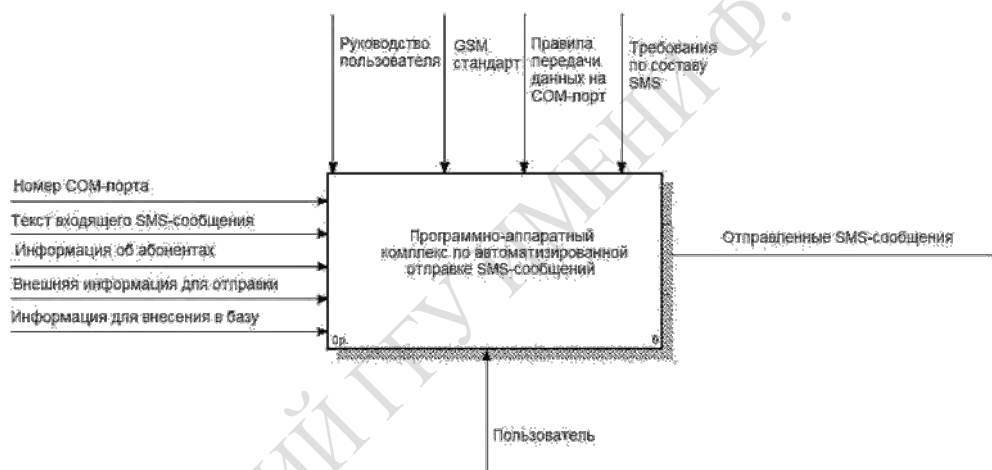 Руководство
пользователя
GSM
стандарт
Правила
передачи
данных на
COM-порт
Требования
по составу
SMS
Номер COM-порта
Текст входящего SMS-сообщения
Информация об абонентах
Внешняя информация для отправки
Информация для внесения в базу
Программно-аппаратный
комплекс по автоматизированной
отправке SMS-сообщений
0р.
0
Отправленные SMS-сообщения
Пользователь
ГГУ ИМЕНИ Ф.